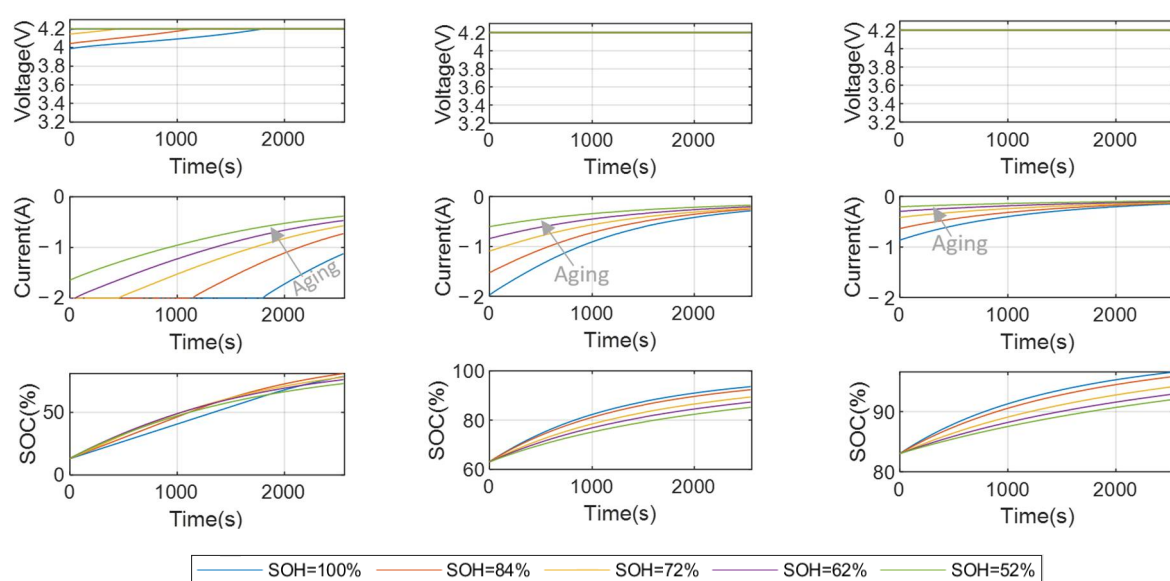 Voltage(V)
4.2
4
3.8
3.6
3.4
3.2
0 1000 2000
Time(s)
Voltage(V)
4.2
4
3.8
3.6
3.4
3.2
0 1000 2000
Time(s)
Voltage(V)
4.2
4
3.8
3.6
3.4
3.2
0 1000 2000
Time(s)
Current(A)
0
−1
−2
Aging
0 1000 2000
Time(s)
Current(A)
0
−1
−2
Aging
0 1000 2000
Time(s)
Current(A)
0
−1
−2
Aging
0 1000 2000
Time(s)
SOC(%)
50
0
0 1000 2000
Time(s)
SOC(%)
100
80
60
0 1000 2000
Time(s)
SOC(%)
90
80
0 1000 2000
Time(s)
SOH=100% SOH=84% SOH=72% SOH=62% SOH=52%